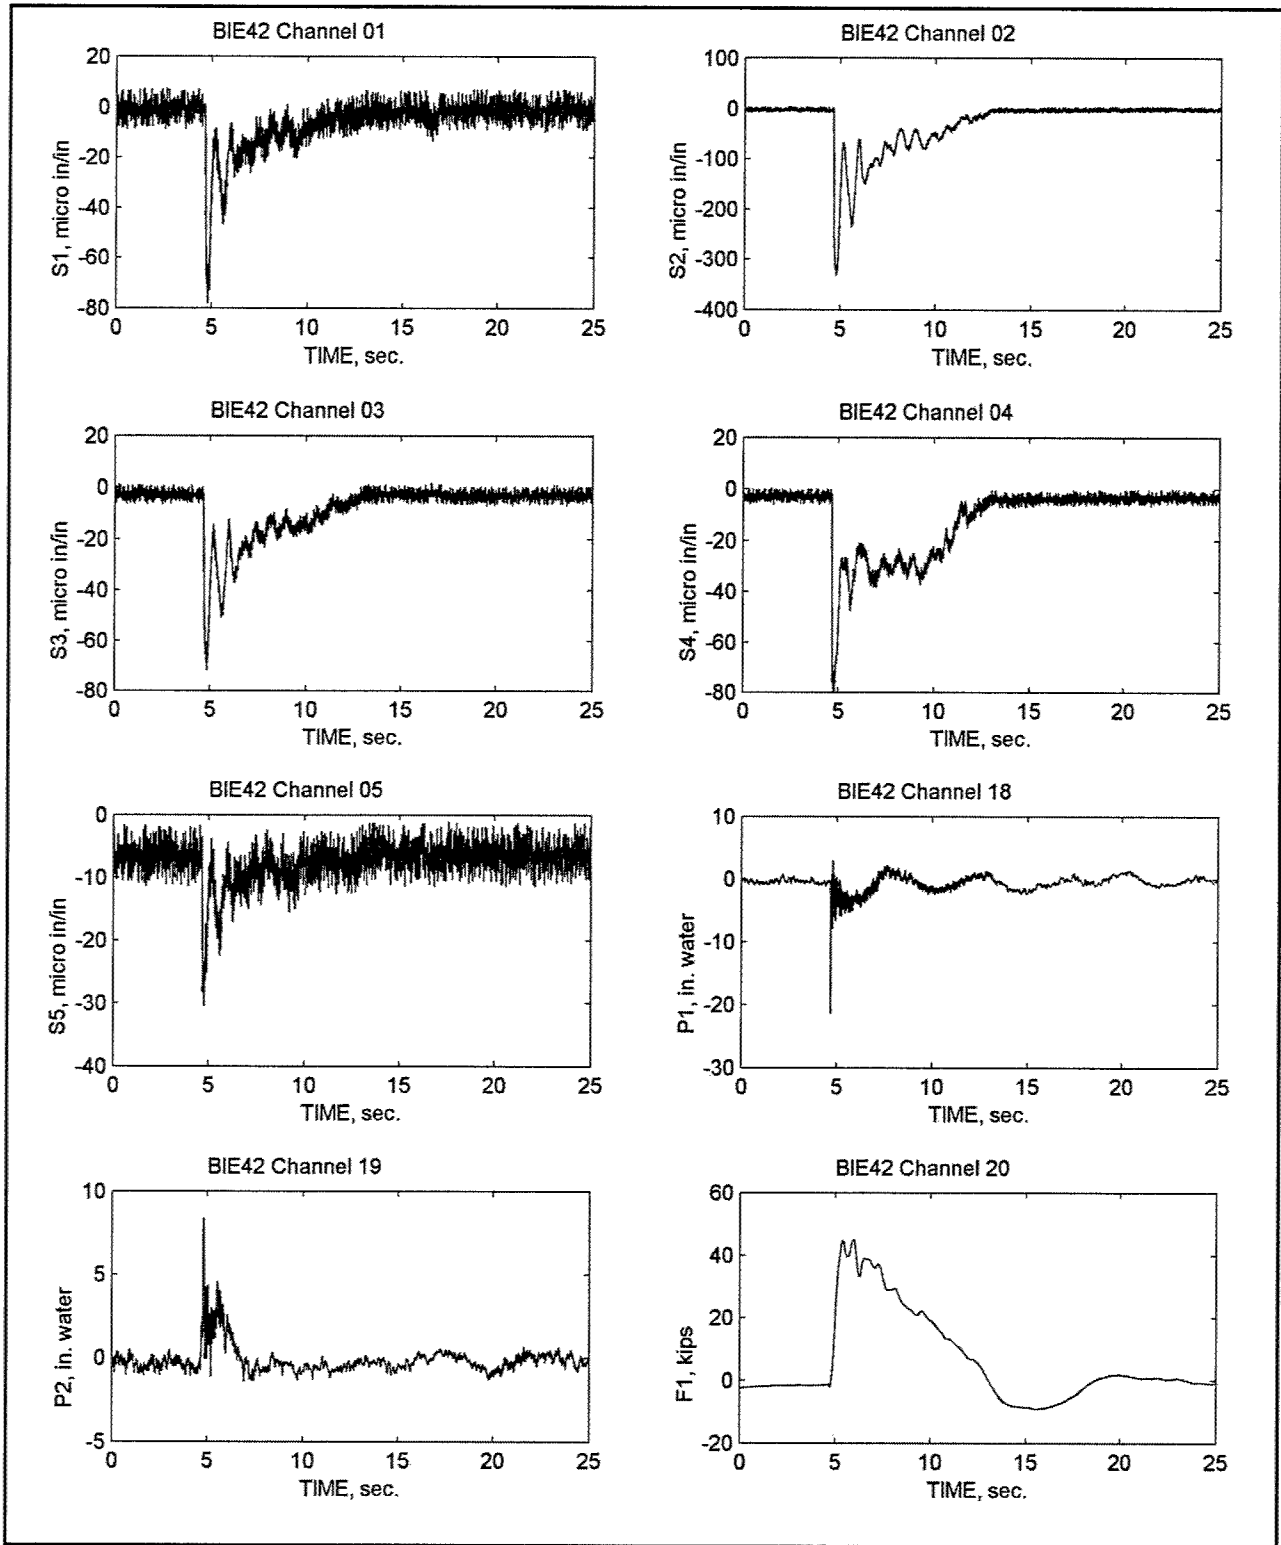 BIE42 Channel 01
20
0
-20
-40
-60
-80
S1, micro in/in
0 5 10 15 20 25
TIME, sec.
BIE42 Channel 02
100
0
-100
-200
-300
-400
S2, micro in/in
0 5 10 15 20 25
TIME, sec.
BIE42 Channel 03
20
0
-20
-40
-60
-80
S3, micro in/in
0 5 10 15 20 25
TIME, sec.
BIE42 Channel 04
20
0
-20
-40
-60
-80
S4, micro in/in
0 5 10 15 20 25
TIME, sec.
BIE42 Channel 05
0
-10
-20
-30
-40
S5, micro in/in
0 5 10 15 20 25
TIME, sec.
BIE42 Channel 18
10
0
-10
-20
-30
P1, in. water
0 5 10 15 20 25
TIME, sec.
BIE42 Channel 19
10
5
0
-5
P2, in. water
0 5 10 15 20 25
TIME, sec.
BIE42 Channel 20
60
40
20
0
-20
F1, kips
0 5 10 15 20 25
TIME, sec.